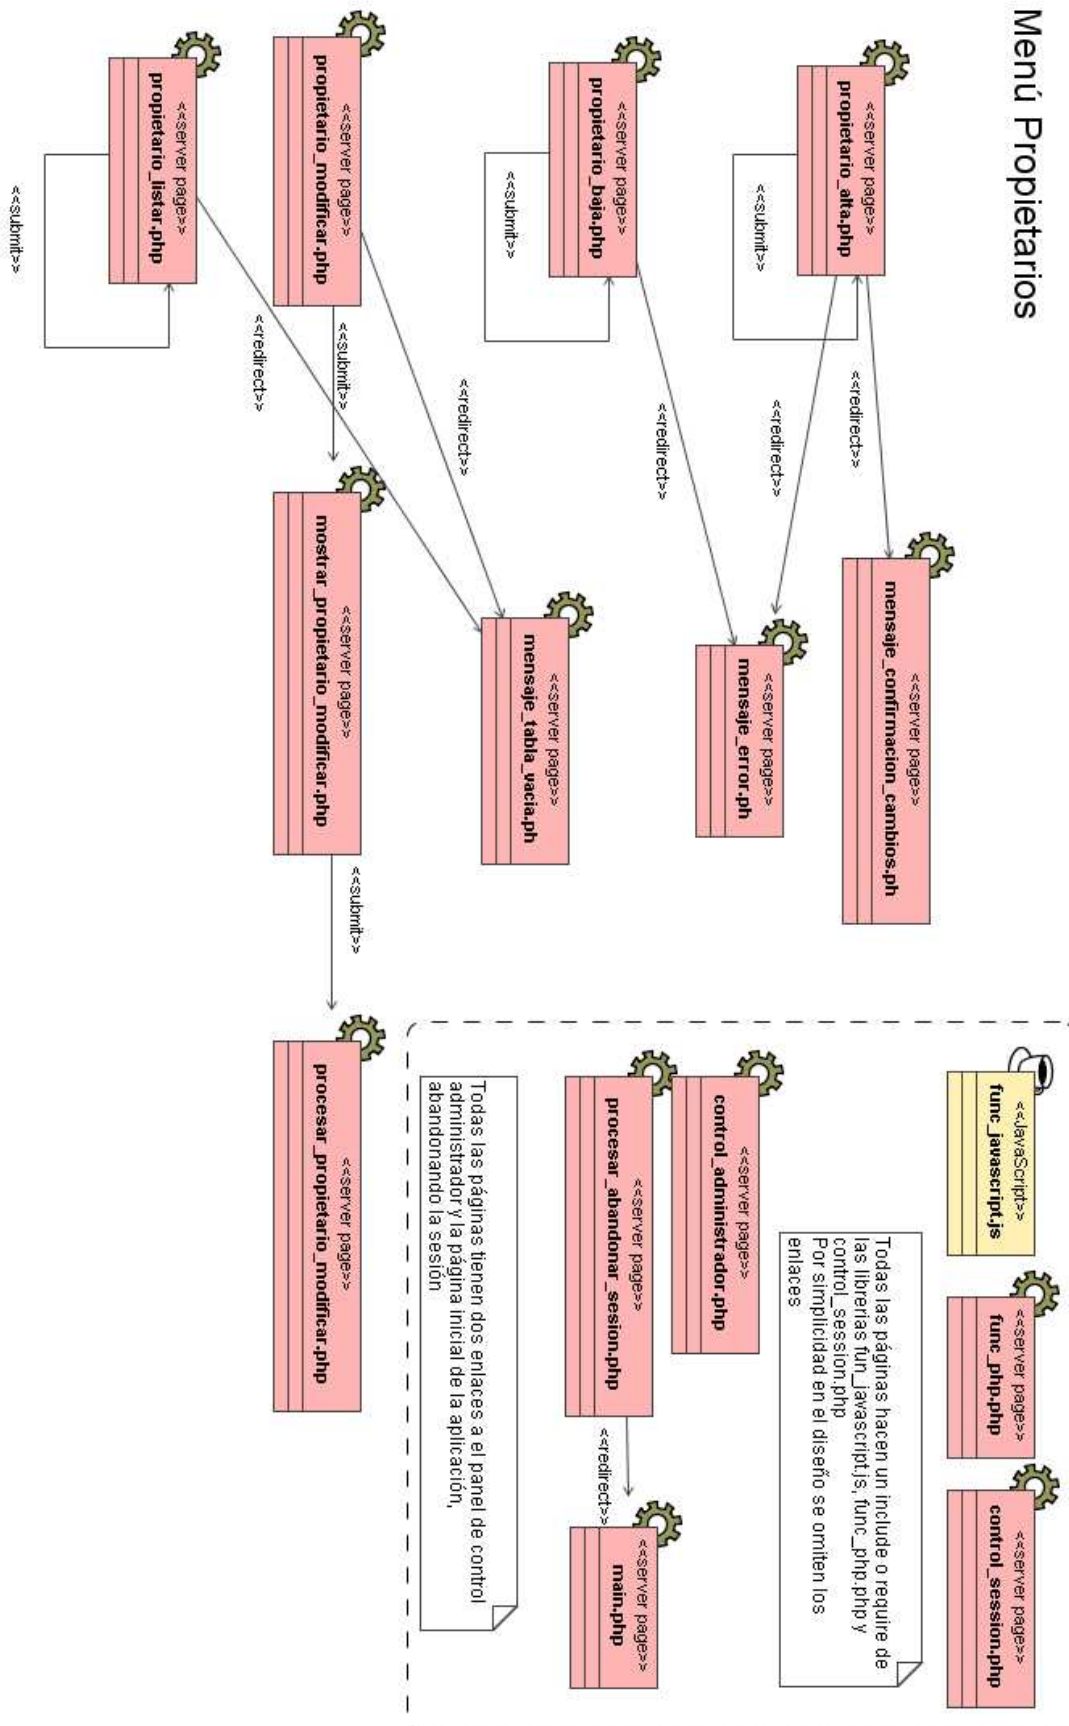 Menú Propietarios
<<server page>>
propietario_alta.php
<<submit>>
<<redirect>>
<<redirect>>
<<server page>>
mensaje_confirmacion_cambios.ph
<<server page>>
propietario_baja.php
<<submit>>
<<redirect>>
<<server page>>
mensaje_error.ph
<<server page>>
propietario_modificar.php
<<redirect>>
<<submit>>
<<server page>>
mensaje_tabla_vacia.ph
<<server page>>
propietario_listar.php
<<submit>>
<<redirect>>
<<server page>>
mostrar_propietario_modificar.php
<<submit>>
<<server page>>
procesar_propietario_modificar.php
<<JavaScript>>
func_javascript.js
<<server page>>
func_php.php
<<server page>>
control_session.php
Todas las páginas hacen un include o require de
las librerias fun_javascript.js, func_php.php y
control_session.php
Por simplicidad en el diseño se omiten los
enlaces
<<server page>>
control_administrador.php
<<server page>>
procesar_abandonar_sesion.php
<<redirect>>
<<server page>>
main.php
Todas las páginas tienen dos enlaces a el panel de control
administrador y la página inicial de la aplicación,
abandonando la sesión